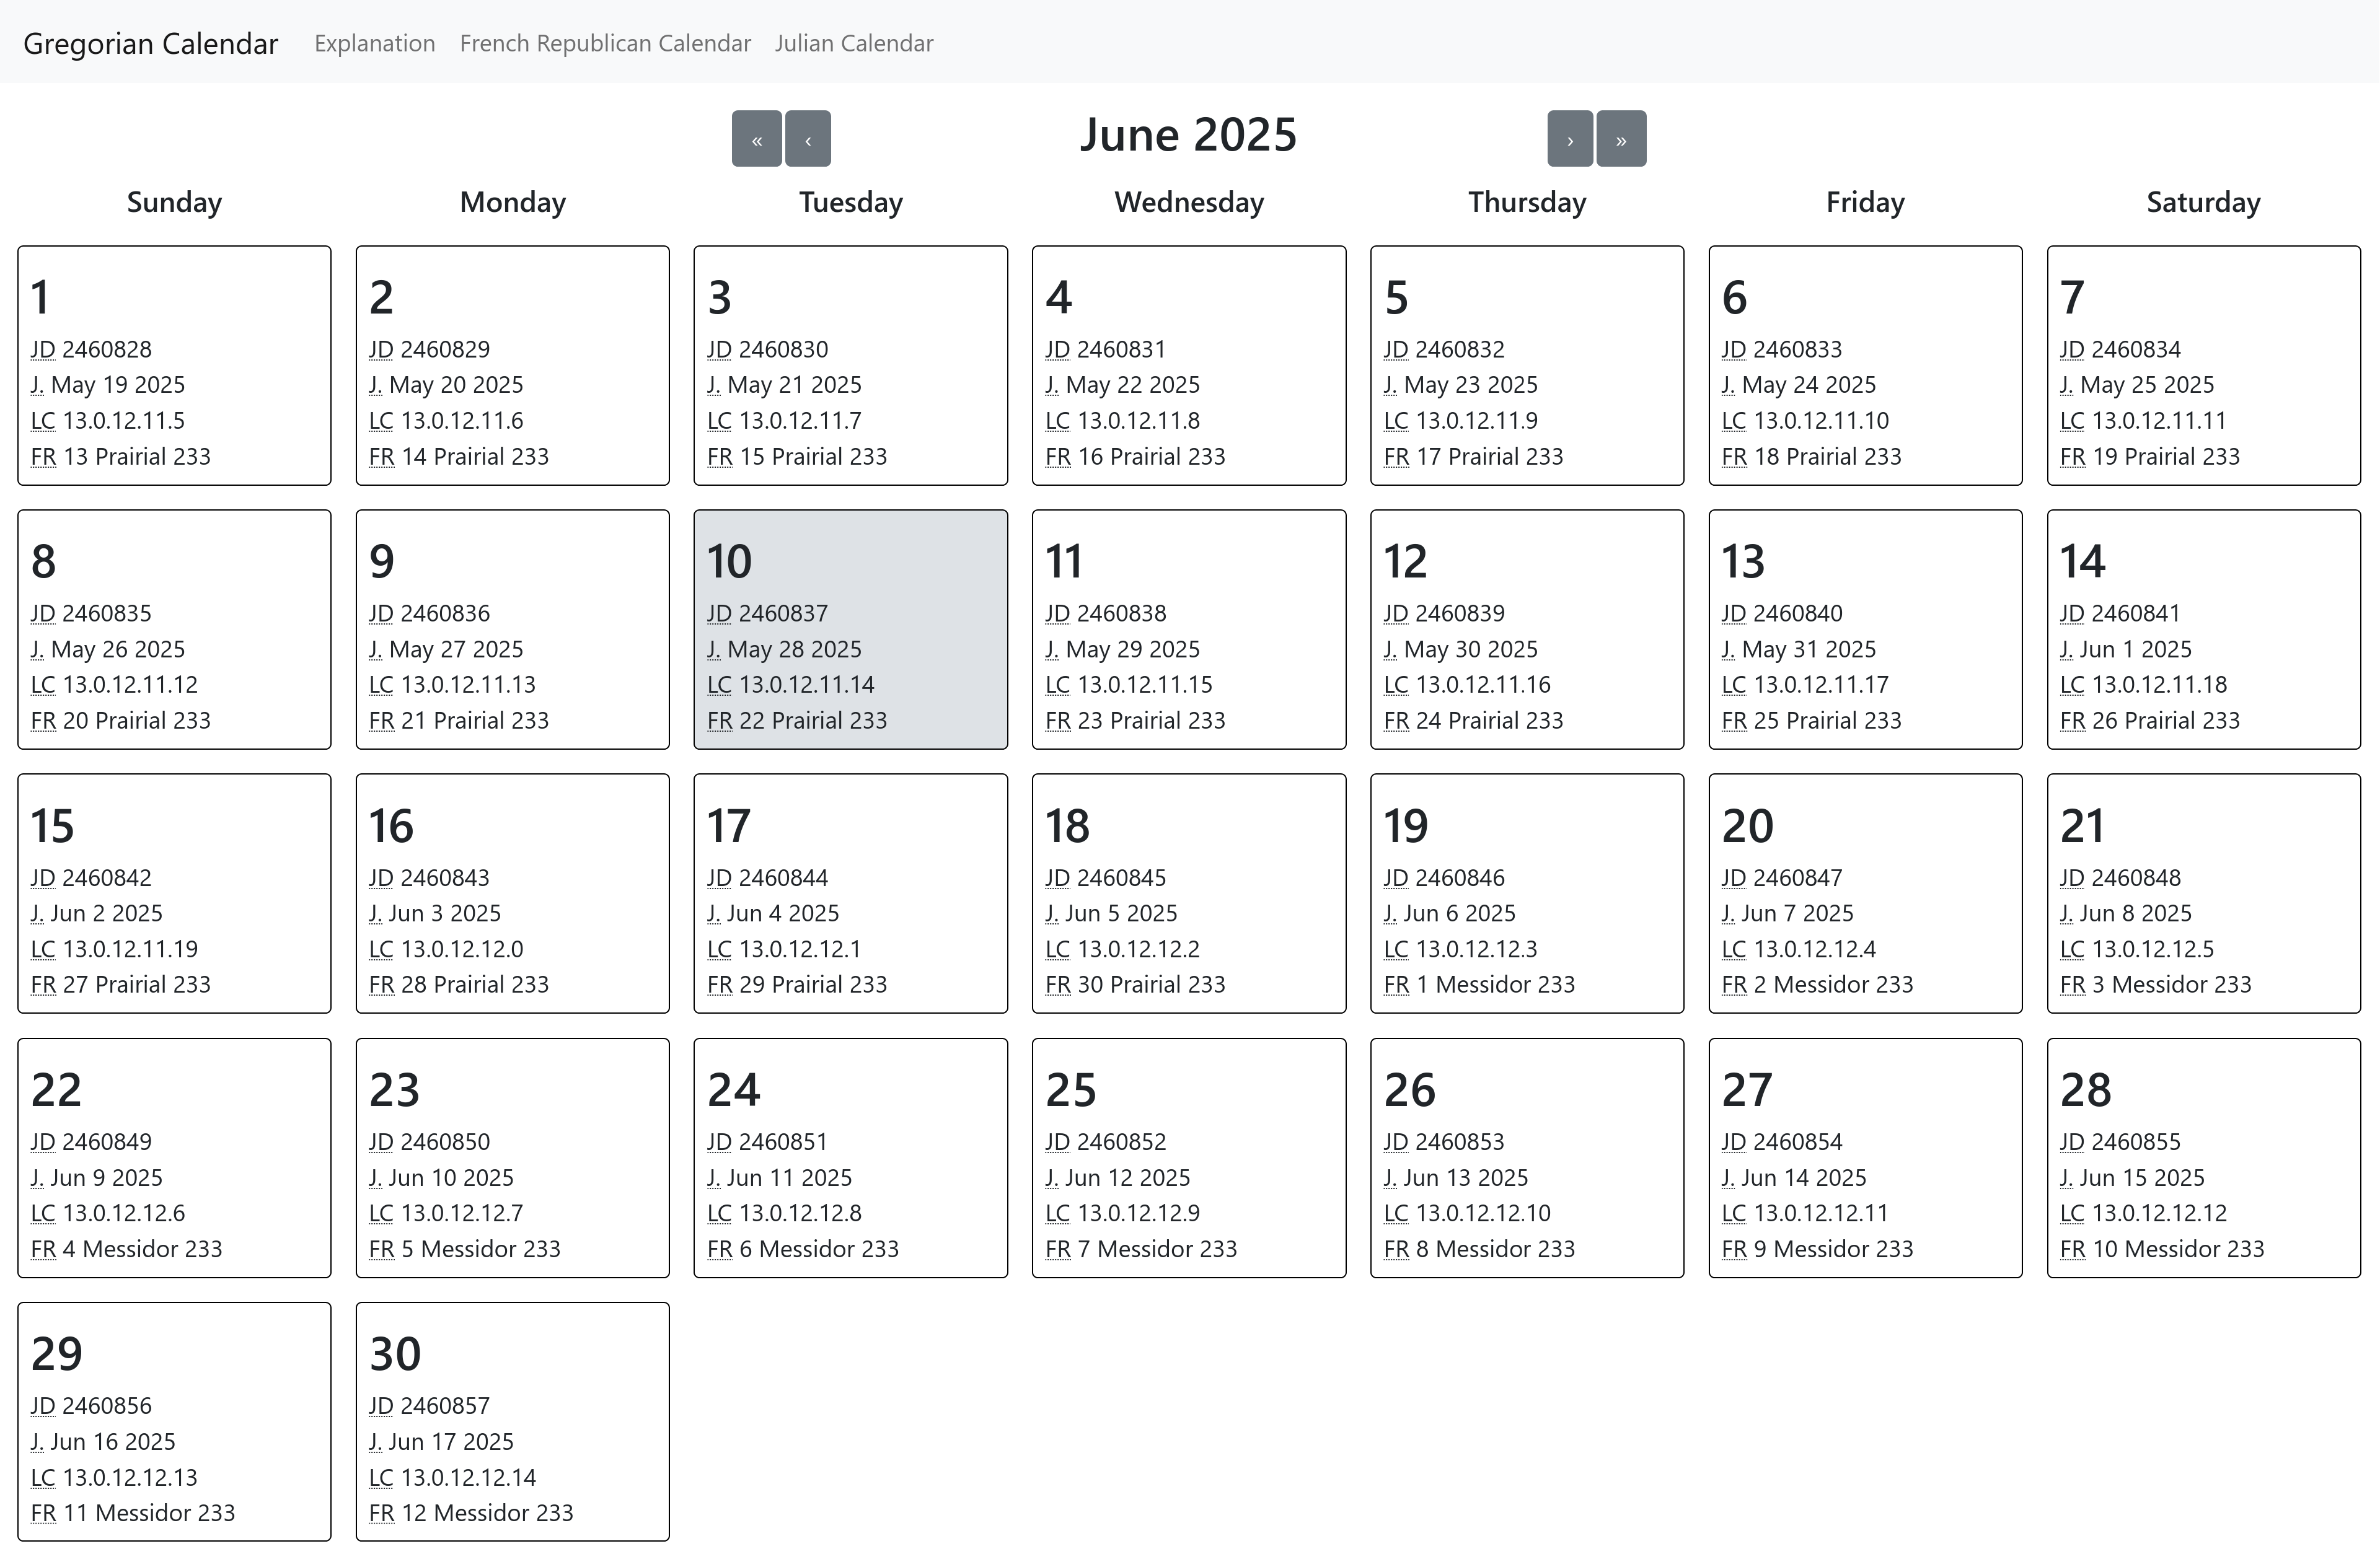 Gregorian Calendar Explanation French Republican Calendar Julian Calendar
« ‹ June 2025 › »
Sunday Monday Tuesday Wednesday Thursday Friday Saturday
1
JD 2460828
J. May 19 2025
LC 13.0.12.11.5
FR 13 Prairial 233
2
JD 2460829
J. May 20 2025
LC 13.0.12.11.6
FR 14 Prairial 233
3
JD 2460830
J. May 21 2025
LC 13.0.12.11.7
FR 15 Prairial 233
4
JD 2460831
J. May 22 2025
LC 13.0.12.11.8
FR 16 Prairial 233
5
JD 2460832
J. May 23 2025
LC 13.0.12.11.9
FR 17 Prairial 233
6
JD 2460833
J. May 24 2025
LC 13.0.12.11.10
FR 18 Prairial 233
7
JD 2460834
J. May 25 2025
LC 13.0.12.11.11
FR 19 Prairial 233
8
JD 2460835
J. May 26 2025
LC 13.0.12.11.12
FR 20 Prairial 233
9
JD 2460836
J. May 27 2025
LC 13.0.12.11.13
FR 21 Prairial 233
10
JD 2460837
J. May 28 2025
LC 13.0.12.11.14
FR 22 Prairial 233
11
JD 2460838
J. May 29 2025
LC 13.0.12.11.15
FR 23 Prairial 233
12
JD 2460839
J. May 30 2025
LC 13.0.12.11.16
FR 24 Prairial 233
13
JD 2460840
J. May 31 2025
LC 13.0.12.11.17
FR 25 Prairial 233
14
JD 2460841
J. Jun 1 2025
LC 13.0.12.11.18
FR 26 Prairial 233
15
JD 2460842
J. Jun 2 2025
LC 13.0.12.11.19
FR 27 Prairial 233
16
JD 2460843
J. Jun 3 2025
LC 13.0.12.12.0
FR 28 Prairial 233
17
JD 2460844
J. Jun 4 2025
LC 13.0.12.12.1
FR 29 Prairial 233
18
JD 2460845
J. Jun 5 2025
LC 13.0.12.12.2
FR 30 Prairial 233
19
JD 2460846
J. Jun 6 2025
LC 13.0.12.12.3
FR 1 Messidor 233
20
JD 2460847
J. Jun 7 2025
LC 13.0.12.12.4
FR 2 Messidor 233
21
JD 2460848
J. Jun 8 2025
LC 13.0.12.12.5
FR 3 Messidor 233
22
JD 2460849
J. Jun 9 2025
LC 13.0.12.12.6
FR 4 Messidor 233
23
JD 2460850
J. Jun 10 2025
LC 13.0.12.12.7
FR 5 Messidor 233
24
JD 2460851
J. Jun 11 2025
LC 13.0.12.12.8
FR 6 Messidor 233
25
JD 2460852
J. Jun 12 2025
LC 13.0.12.12.9
FR 7 Messidor 233
26
JD 2460853
J. Jun 13 2025
LC 13.0.12.12.10
FR 8 Messidor 233
27
JD 2460854
J. Jun 14 2025
LC 13.0.12.12.11
FR 9 Messidor 233
28
JD 2460855
J. Jun 15 2025
LC 13.0.12.12.12
FR 10 Messidor 233
29
JD 2460856
J. Jun 16 2025
LC 13.0.12.12.13
FR 11 Messidor 233
30
JD 2460857
J. Jun 17 2025
LC 13.0.12.12.14
FR 12 Messidor 233